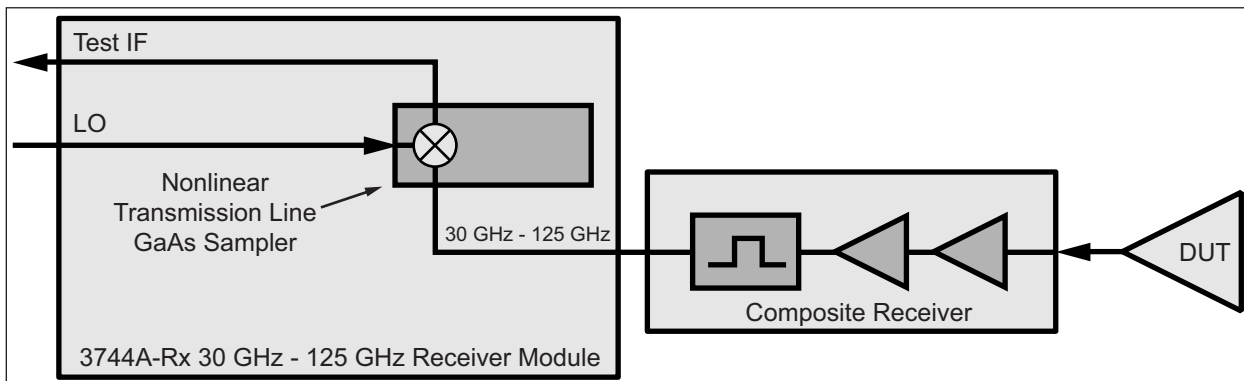 Test IF
LO
Nonlinear
Transmission Line
GaAs Sampler
30 GHz - 125 GHz
DUT
Composite Receiver
3744A-Rx 30 GHz - 125 GHz Receiver Module